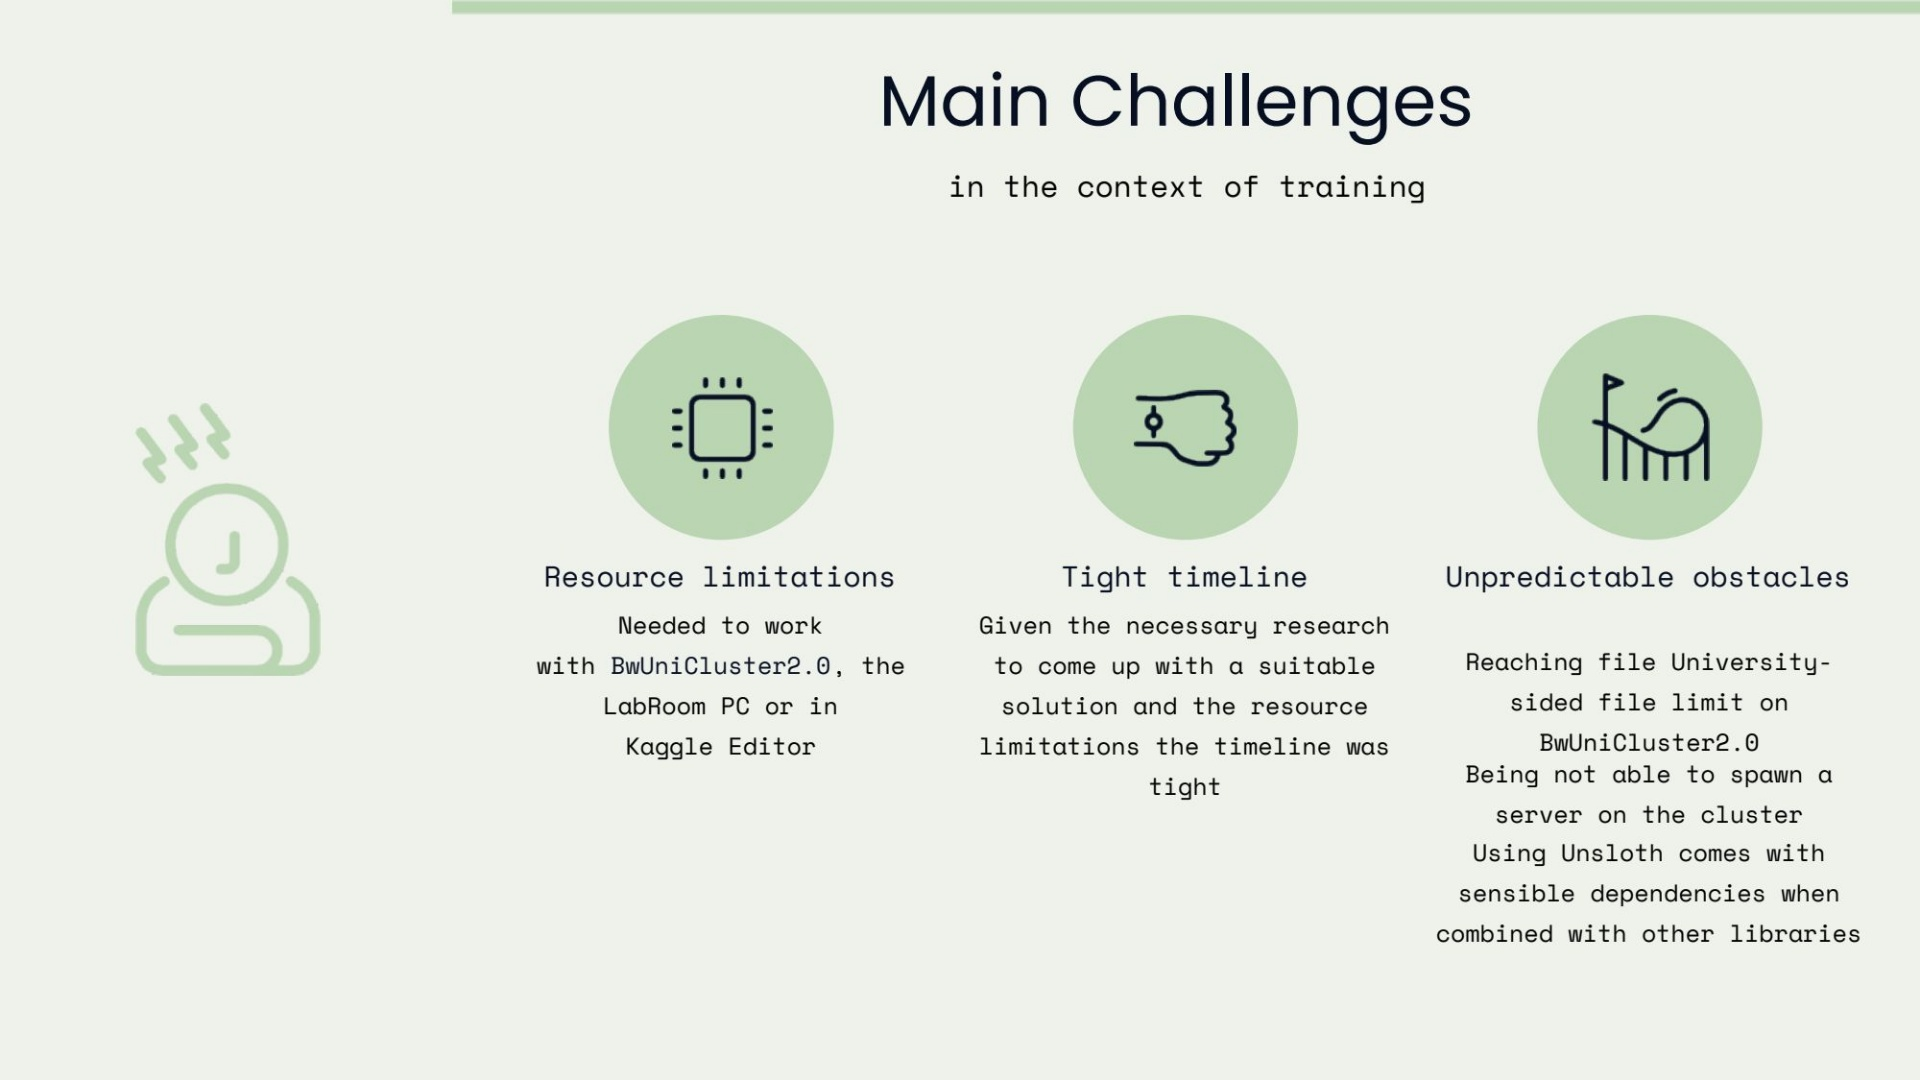 Main Challenges
in the context of training
Resource limitations
Needed to work
with BwUniCluster2.0, the
LabRoom PC or in
Kaggle Editor
Tight timeline
Given the necessary research
to come up with a suitable
solution and the resource
limitations the timeline was
tight
Unpredictable obstacles
Reaching file University-
sided file limit on
BwUniCluster2.0
Being not able to spawn a
server on the cluster
Using Unsloth comes with
sensible dependencies when
combined with other libraries